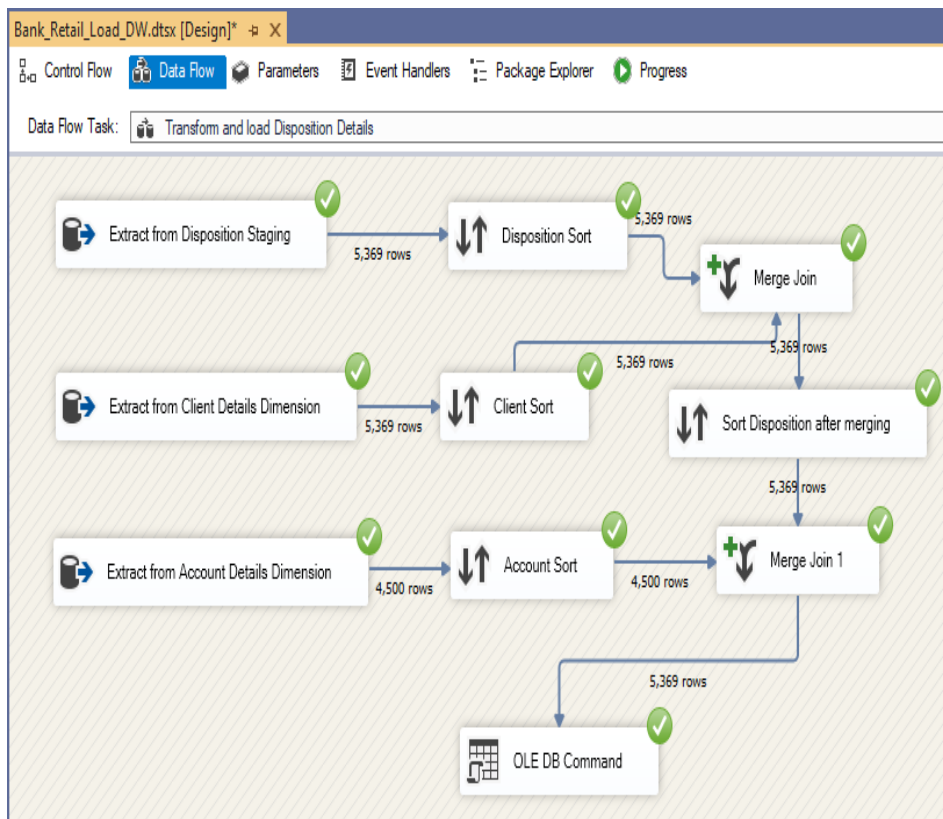 Bank_Retail_Load_DW.dtsx [Design]*
Control Flow
Data Flow
Parameters
Event Handlers
Package Explorer
Progress
Data Flow Task:
Transform and load Disposition Details
Extract from Disposition Staging
5,369 rows
Disposition Sort
5,369 rows
Merge Join
5,369 rows
5,369 rows
Extract from Client Details Dimension
5,369 rows
Client Sort
Sort Disposition after merging
5,369 rows
Extract from Account Details Dimension
4,500 rows
Account Sort
4,500 rows
Merge Join 1
5,369 rows
OLE DB Command